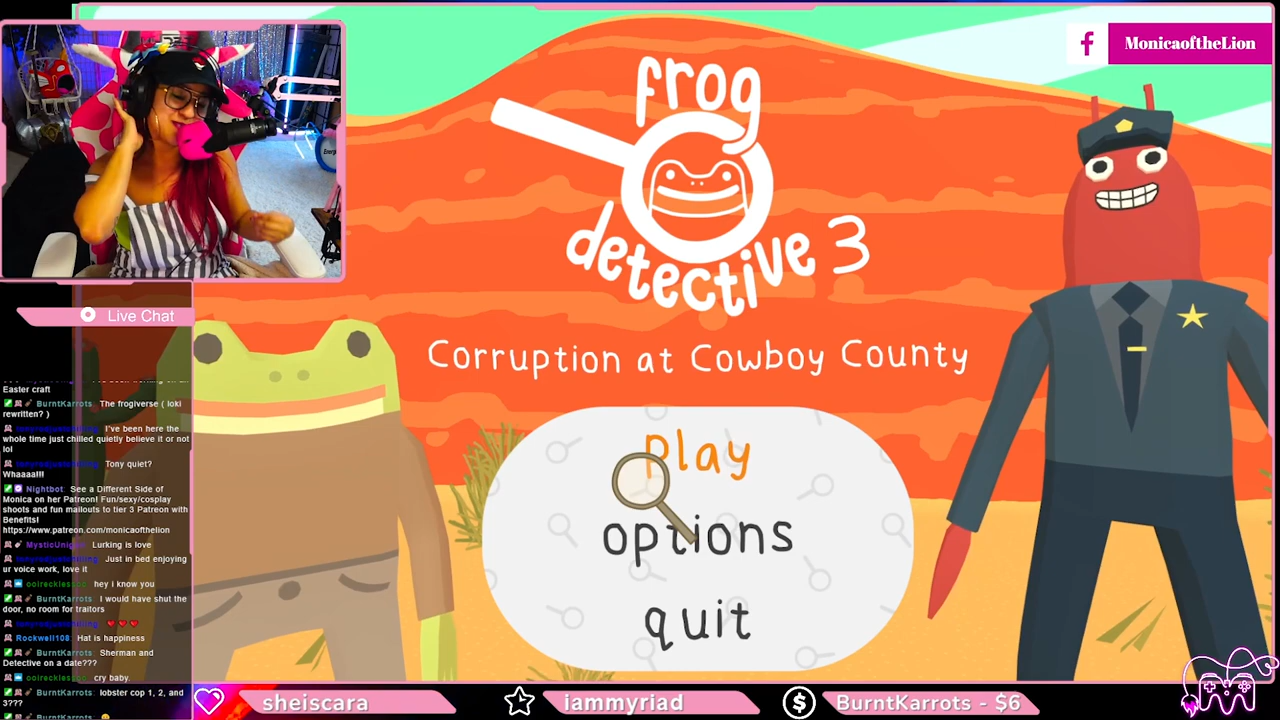 f MonicaoftheLion
frog
detective 3
Corruption at Cowboy County
play
options
quit
Live Chat
Easter craft
BurntKarrots: The frogiverse ( loki
rewritten? )
I've been here the
whole time just chilled quietly believe it or not
lol
Tony quiet?
Whaaa!!!
Nightbot: See a Different Side of
Monica on her Patreon! Fun/sexy/cosplay
shoots and fun mailouts to tier 3 Patreon with
Benefits!
https://www.patreon.com/monicaofthelion
Lurking is love
Just in bed enjoying
ur voice work, love it
hey i know you
BurntKarrots: I would have shut the
door, no room for traitors
Rockwell108: Hat is happiness
BurntKarrots: Sherman and
Detective on a date???
cry baby.
BurntKarrots: lobster cop 1, 2, and
3???
BurntKarrots:
sheiscara
iammyriad
BurntKarrots - $6